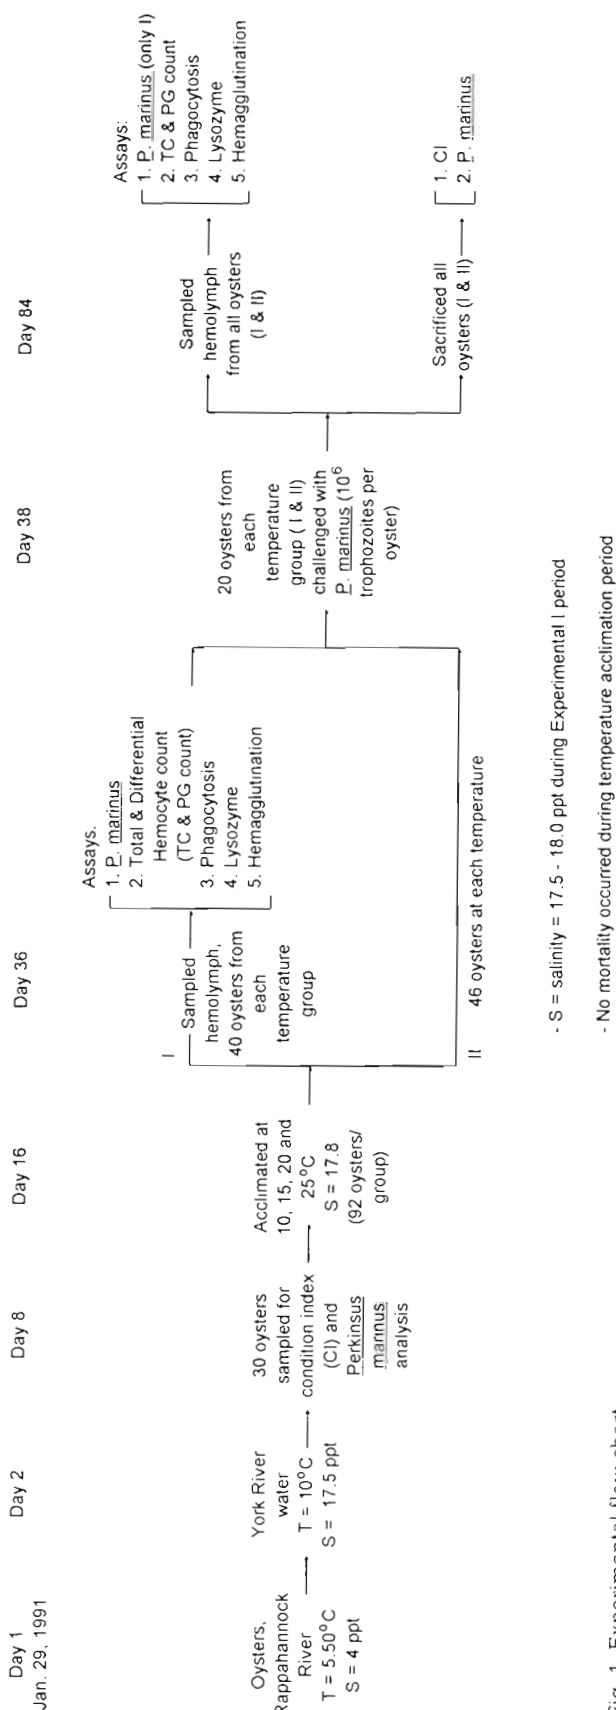 Day 1
Jan. 29, 1991
Day 2
Day 8
Day 16
Day 36
Day 38
Day 84
Oysters,
Rappahannock
River
T = 5.50°C
S = 4 ppt
York River
water
T = 10°C
S = 17.5 ppt
30 oysters
sampled for
condition index
(CI) and
Perkinsus
marinus
analysis
Acclimated at
10, 15, 20 and
25°C
S = 17.8
(92 oysters/
group)
I
Sampled
hemolymph,
40 oysters from
each
temperature
group
Assays.
1. P. marinus
2. Total & Differential
Hemocyte count
(TC & PG count)
3. Phagocytosis
4. Lysozyme
5. Hemagglutination
II
46 oysters at each temperature
20 oysters from
each
temperature
group ( I & II)
challenged with
P. marinus (10⁶
trophozoites per
oyster)
Sampled
hemolymph
from all oysters
(I & II)
Assays:
1. P. marinus (only I)
2. TC & PG count
3. Phagocytosis
4. Lysozyme
5. Hemagglutination
Sacrificed all
oysters (I & II)
1. CI
2. P. marinus
- S = salinity = 17.5 - 18.0 ppt during Experimental I period
- No mortality occurred during temperature acclimation period
Fig. 1. Experimental flow chart